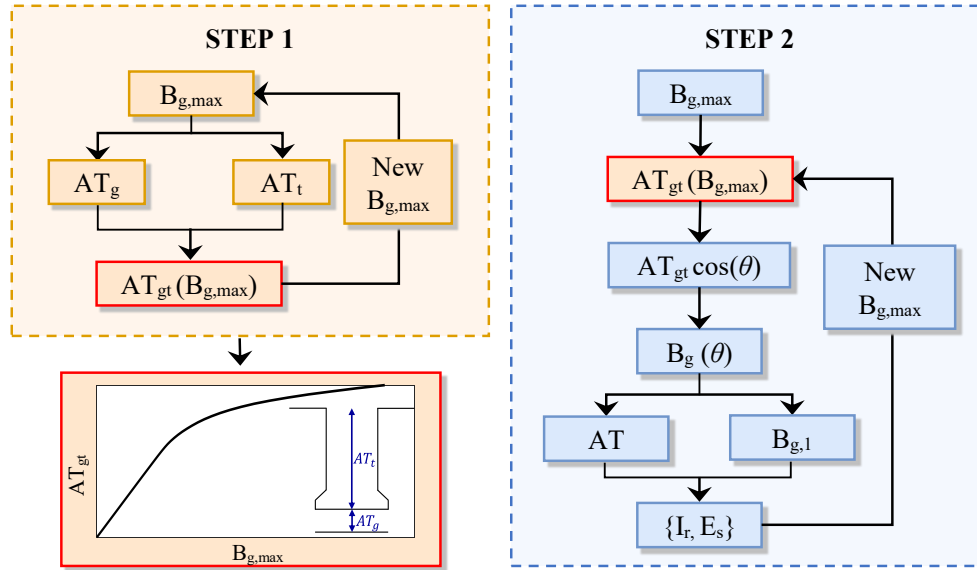 STEP 1
B_g,max
AT_g
AT_t
New
B_g,max
AT_gt (B_g,max)
AT_gt
AT_t
AT_g
B_g,max
STEP 2
B_g,max
AT_gt (B_g,max)
AT_gt cos(θ)
New
B_g,max
B_g (θ)
AT
B_g,1
{I_r, E_s}